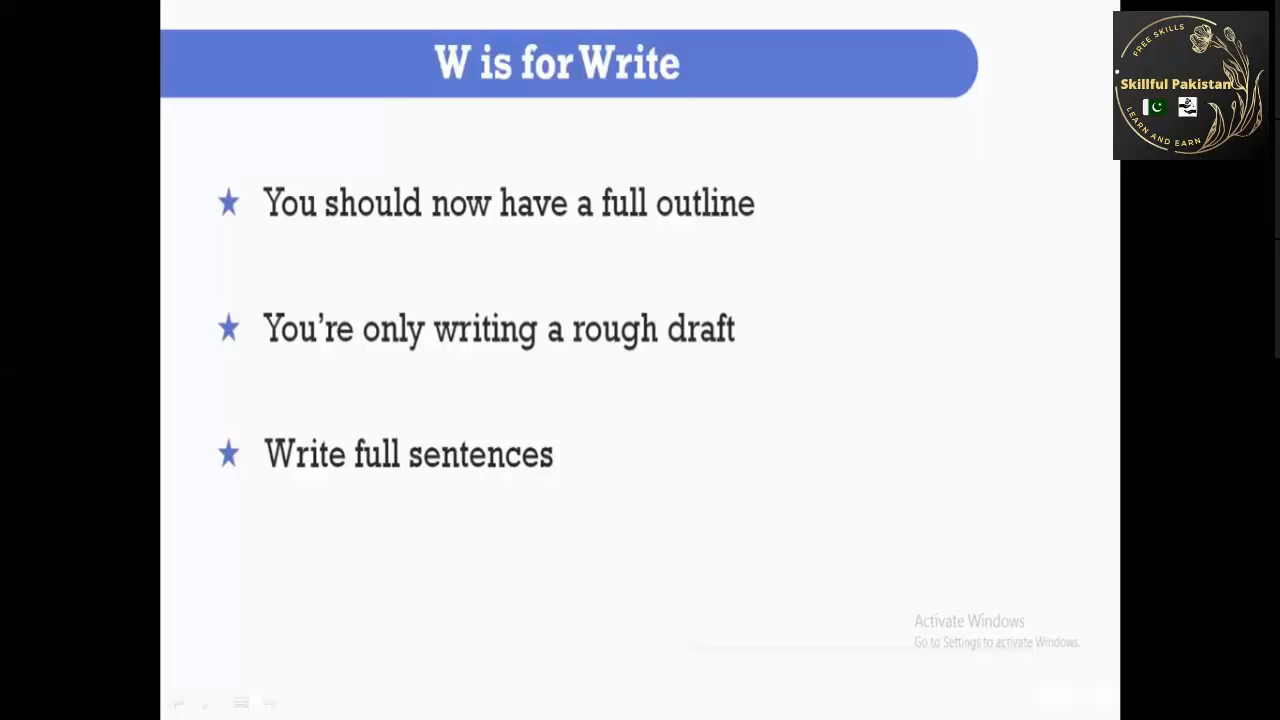 W is for Write
FREE SKILLS
Skillful Pakistan
LEARN AND EARN
You should now have a full outline
You're only writing a rough draft
Write full sentences
Activate Windows
Go to Settings to activate Windows.